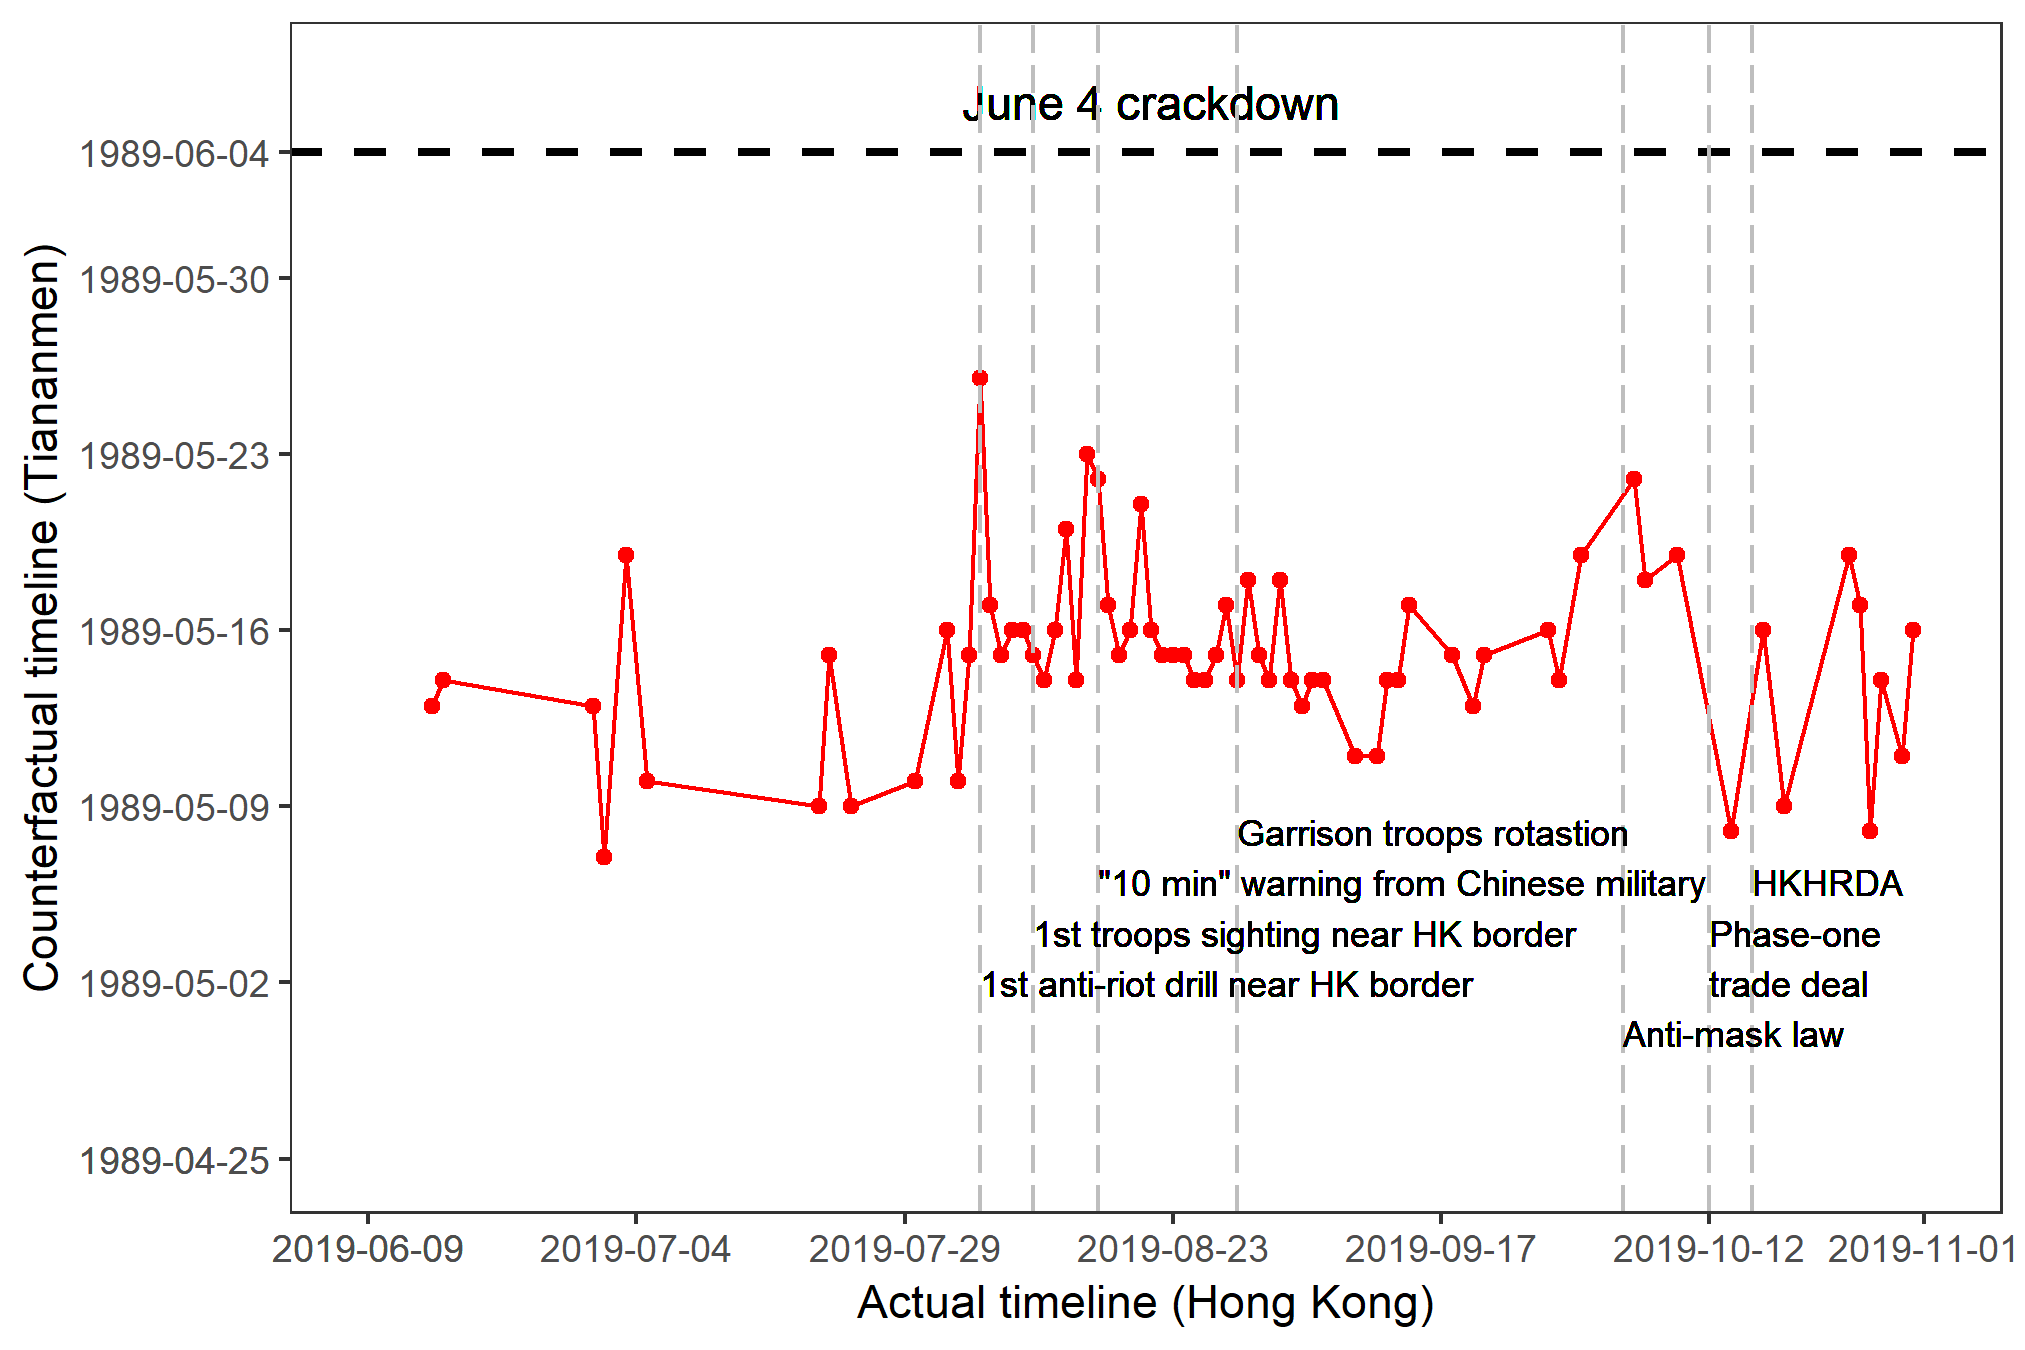 June 4 crackdown
1989-06-04
1989-05-30
1989-05-23
1989-05-16
1989-05-09
1989-05-02
1989-04-25
Counterfactual timeline (Tiananmen)
Garrison troops rotastion
"10 min" warning from Chinese military
HKHRDA
1st troops sighting near HK border
Phase-one
1st anti-riot drill near HK border
trade deal
Anti-mask law
2019-06-09
2019-07-04
2019-07-29
2019-08-23
2019-09-17
2019-10-12
2019-11-01
Actual timeline (Hong Kong)